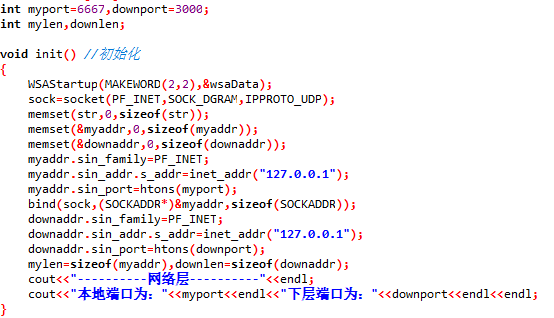 int myport=6667,downport=3000;
int mylen,downlen;
void init() //初始化
{
WSAStartup(MAKEWORD(2,2),&wsaData);
sock=socket(PF_INET,SOCK_DGRAM,IPPROTO_UDP);
memset(str,0,sizeof(str));
memset(&myaddr,0,sizeof(myaddr));
memset(&downaddr,0,sizeof(downaddr));
myaddr.sin_family=PF_INET;
myaddr.sin_addr.s_addr=inet_addr("127.0.0.1");
myaddr.sin_port=htons(myport);
bind(sock,(SOCKADDR*)&myaddr,sizeof(SOCKADDR));
downaddr.sin_family=PF_INET;
downaddr.sin_addr.s_addr=inet_addr("127.0.0.1");
downaddr.sin_port=htons(downport);
mylen=sizeof(myaddr),downlen=sizeof(downaddr);
cout<<"----------网络层----------"<<endl;
cout<<"本地端口为："<<myport<<endl<<"下层端口为："<<downport<<endl<<endl;
}